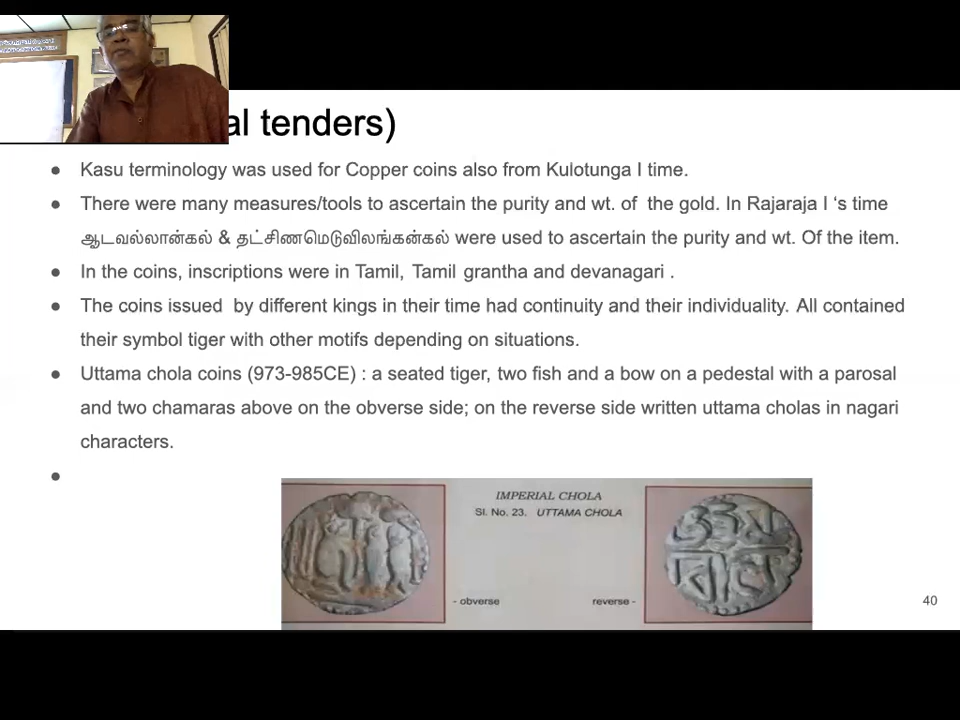 al tenders)
● Kasu terminology was used for Copper coins also from Kulotunga I time.
● There were many measures/tools to ascertain the purity and wt. of the gold. In Rajaraja I ‘s time
ஆடவல்லான்கல் & தட்சிணமெடுவிலங்கன்கல் were used to ascertain the purity and wt. Of the item.
● In the coins, inscriptions were in Tamil, Tamil grantha and devanagari .
● The coins issued by different kings in their time had continuity and their individuality. All contained
their symbol tiger with other motifs depending on situations.
● Uttama chola coins (973-985CE) : a seated tiger, two fish and a bow on a pedestal with a parosal
and two chamaras above on the obverse side; on the reverse side written uttama cholas in nagari
characters.
●
IMPERIAL CHOLA
Sl. No. 23. UTTAMA CHOLA
- obverse
reverse -
40